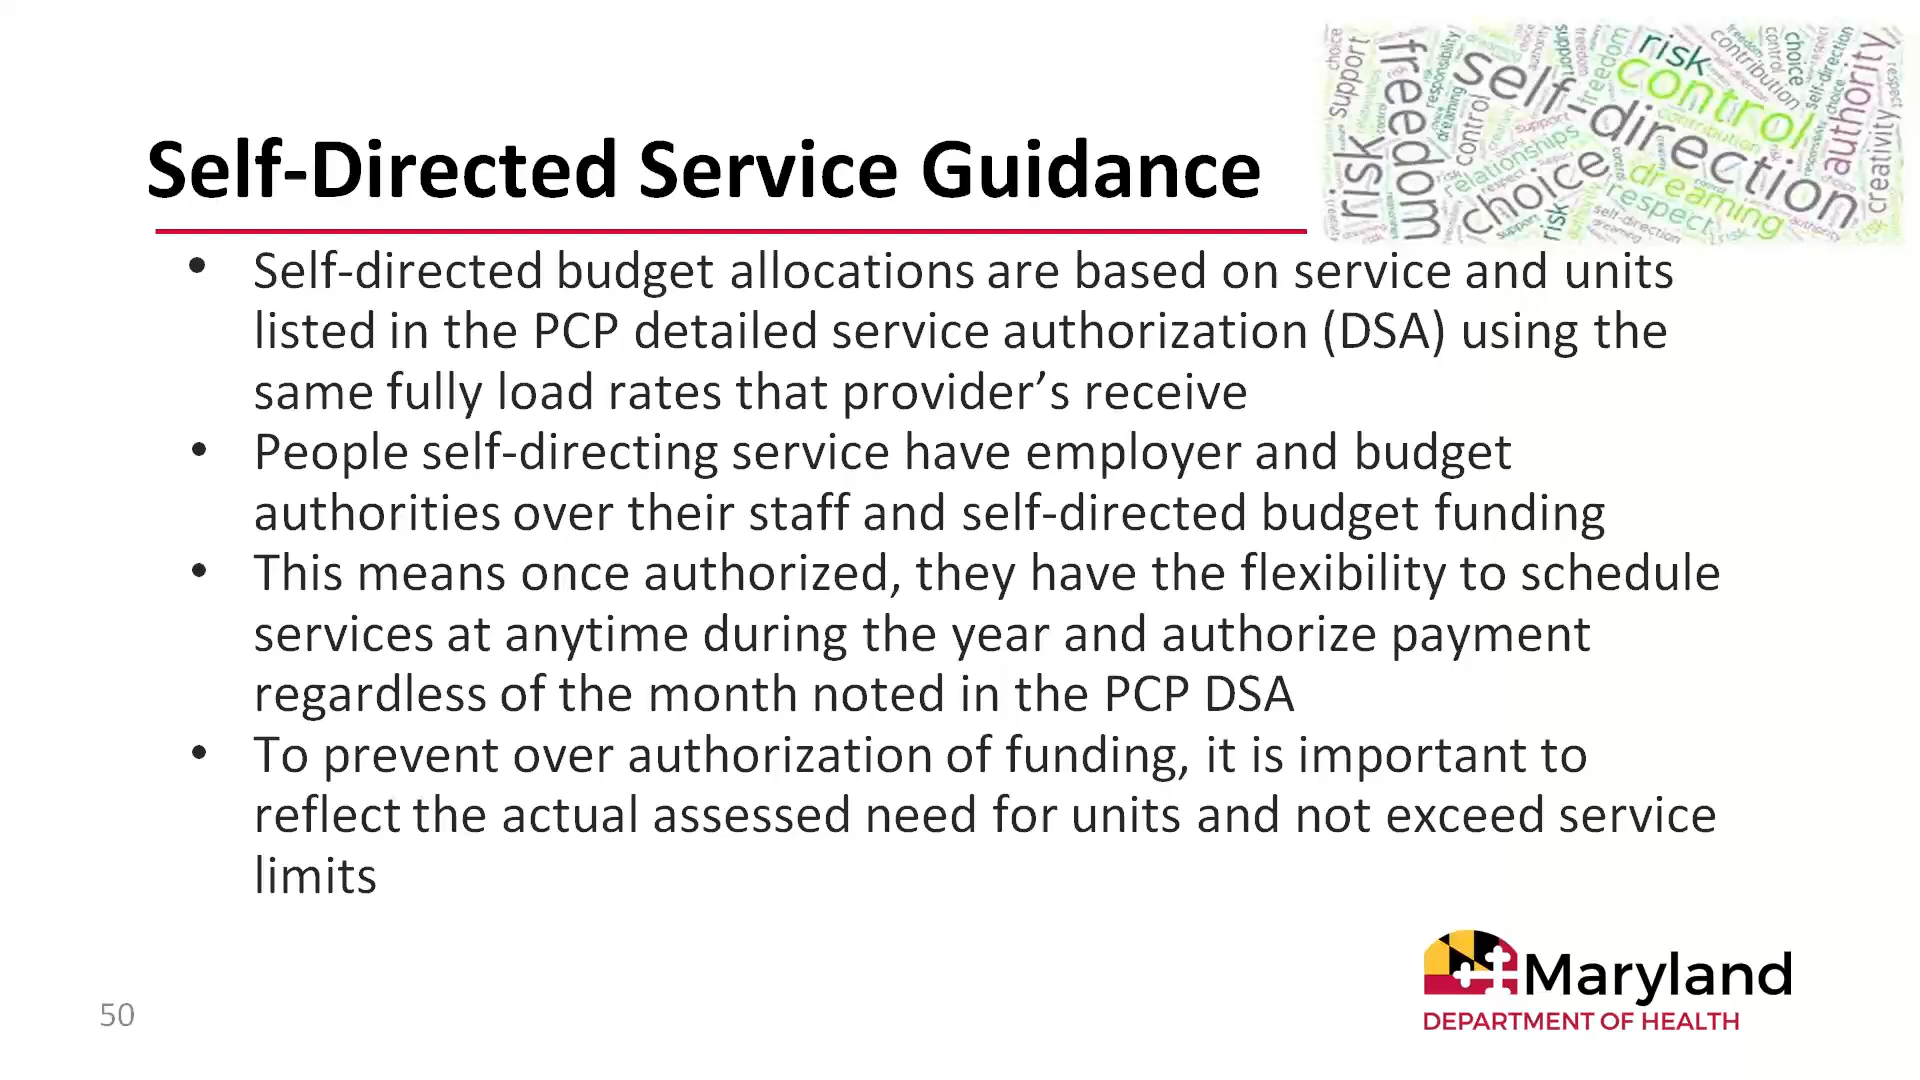 Self-Directed Service Guidance
support
freedom
risk
self-direction
control
choice
relationships
dreaming
respect
contribution
authority
creativity
• Self-directed budget allocations are based on service and units
listed in the PCP detailed service authorization (DSA) using the
same fully load rates that provider’s receive
• People self-directing service have employer and budget
authorities over their staff and self-directed budget funding
• This means once authorized, they have the flexibility to schedule
services at anytime during the year and authorize payment
regardless of the month noted in the PCP DSA
• To prevent over authorization of funding, it is important to
reflect the actual assessed need for units and not exceed service
limits
Maryland
DEPARTMENT OF HEALTH
50